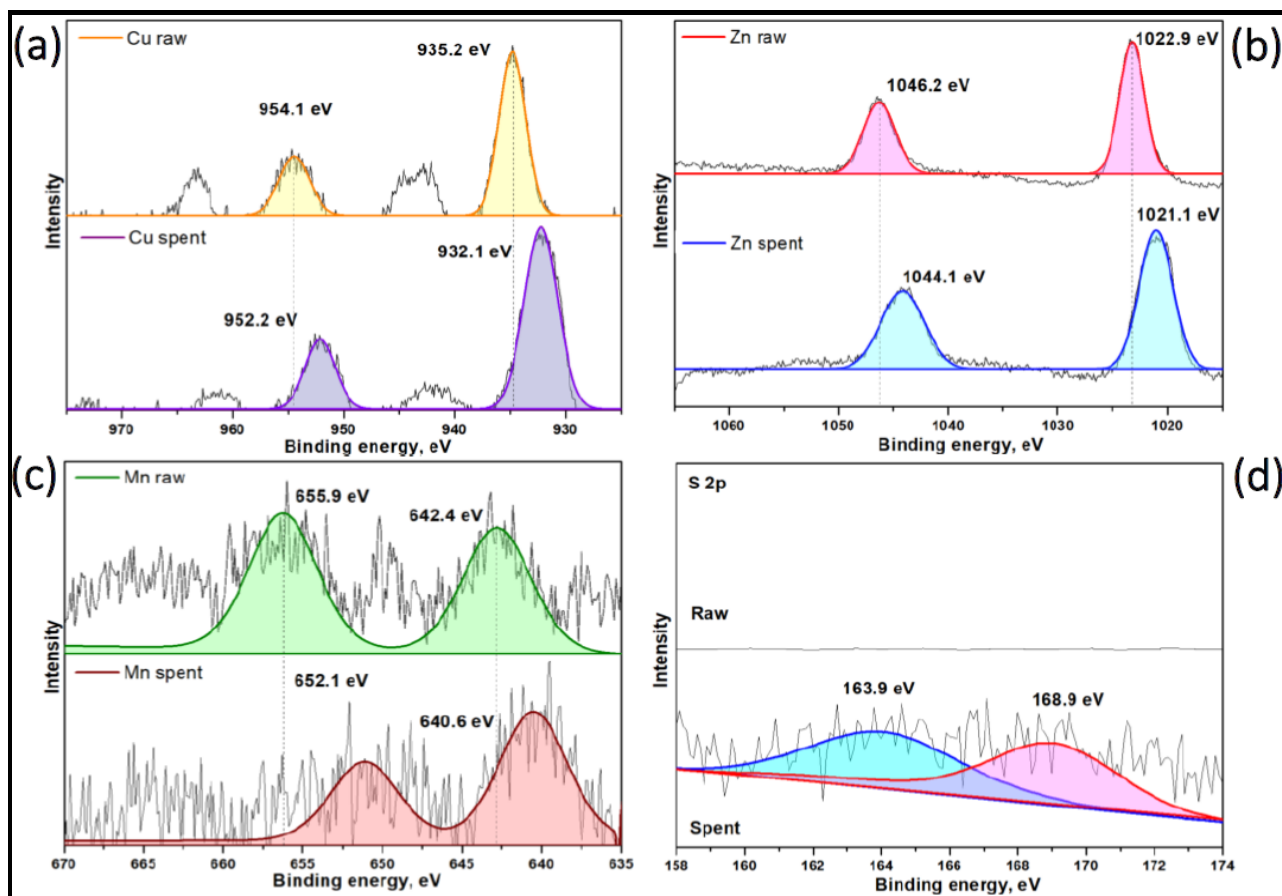 (a)
Cu raw
935.2 eV
954.1 eV
Cu spent
932.1 eV
952.2 eV
Intensity
970 960 950 940 930
Binding energy, eV
(b)
Zn raw
1022.9 eV
1046.2 eV
Zn spent
1021.1 eV
1044.1 eV
Intensity
1060 1050 1040 1030 1020
Binding energy, eV
(c)
Mn raw
655.9 eV
642.4 eV
Mn spent
652.1 eV
640.6 eV
Intensity
670 665 660 655 650 645 640 635
Binding energy, eV
(d)
S 2p
Raw
163.9 eV
168.9 eV
Spent
Intensity
158 160 162 164 166 168 170 172 174
Binding energy, eV